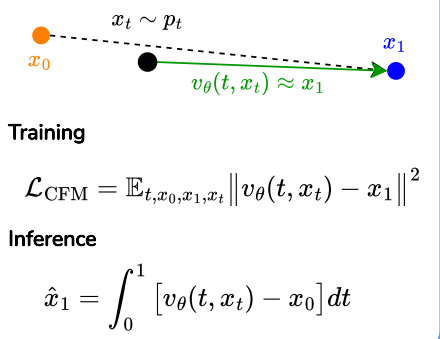 x_t ∼ p_t
x_0
x_1
v_θ(t, x_t) ≈ x_1
Training
ℒ_CFM = 𝔼_{t,x_0,x_1,x_t} ‖v_θ(t, x_t) − x_1‖^2
Inference
x̂_1 = ∫_0^1 [v_θ(t, x_t) − x_0] dt